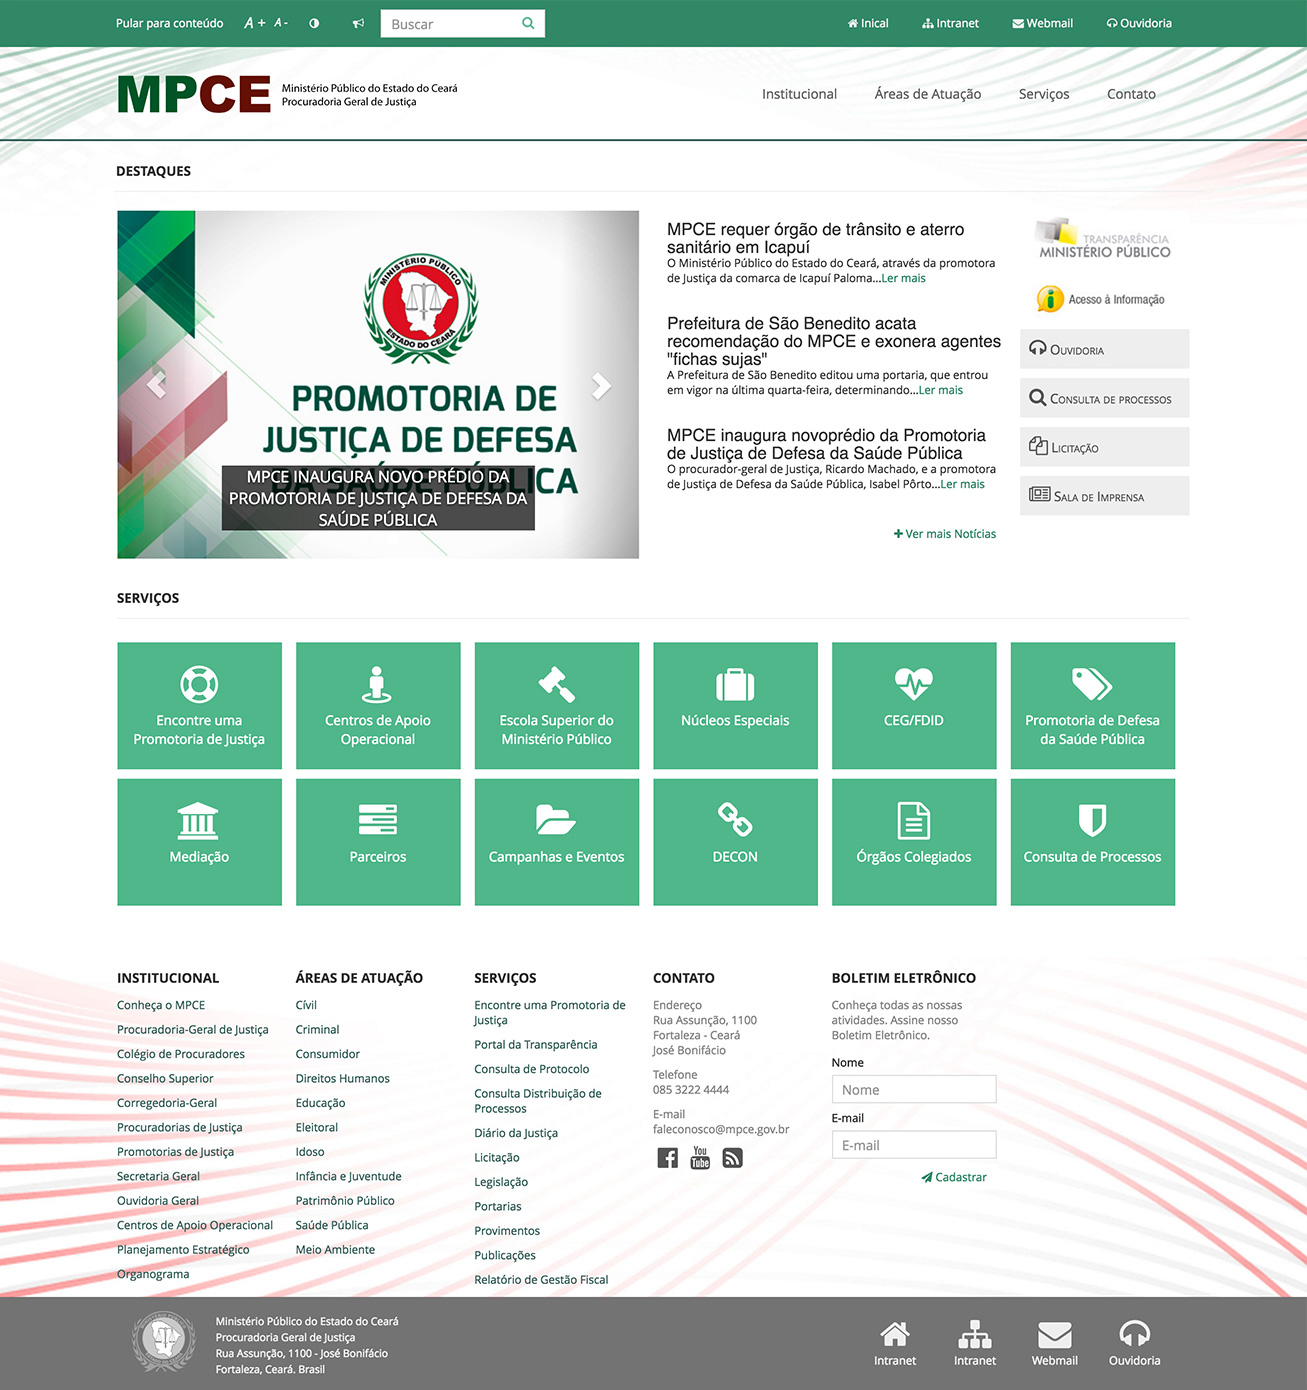 Pular para conteúdo
A +
A -
Buscar
Inical
Intranet
Webmail
Ouvidoria
MPCE
Ministério Público do Estado do Ceará
Procuradoria Geral de Justiça
Institucional
Áreas de Atuação
Serviços
Contato
DESTAQUES
MINISTÉRIO PÚBLICO
ESTADO DO CEARÁ
PROMOTORIA DE
JUSTIÇA DE DEFESA
DA SAÚDE PÚBLICA
MPCE INAUGURA NOVO PRÉDIO DA
PROMOTORIA DE JUSTIÇA DE DEFESA DA
SAÚDE PÚBLICA
MPCE requer órgão de trânsito e aterro
sanitário em Icapuí
O Ministério Público do Estado do Ceará, através da promotora
de Justiça da comarca de Icapuí Paloma...Ler mais
Prefeitura de São Benedito acata
recomendação do MPCE e exonera agentes
"fichas sujas"
A Prefeitura de São Benedito editou uma portaria, que entrou
em vigor na última quarta-feira, determinando...Ler mais
MPCE inaugura novoprédio da Promotoria
de Justiça de Defesa da Saúde Pública
O procurador-geral de Justiça, Ricardo Machado, e a promotora
de Justiça de Defesa da Saúde Pública, Isabel Pôrto...Ler mais
Ver mais Notícias
TRANSPARÊNCIA
MINISTÉRIO PÚBLICO
Acesso à Informação
Ouvidoria
Consulta de processos
Licitação
Sala de Imprensa
SERVIÇOS
Encontre uma
Promotoria de Justiça
Centros de Apoio
Operacional
Escola Superior do
Ministério Público
Núcleos Especiais
CEG/FDID
Promotoria de Defesa
da Saúde Pública
Mediação
Parceiros
Campanhas e Eventos
DECON
Órgãos Colegiados
Consulta de Processos
INSTITUCIONAL
Conheça o MPCE
Procuradoria-Geral de Justiça
Colégio de Procuradores
Conselho Superior
Corregedoria-Geral
Procuradorias de Justiça
Promotorias de Justiça
Secretaria Geral
Ouvidoria Geral
Centros de Apoio Operacional
Planejamento Estratégico
Organograma
ÁREAS DE ATUAÇÃO
Cívil
Criminal
Consumidor
Direitos Humanos
Educação
Eleitoral
Idoso
Infância e Juventude
Patrimônio Público
Saúde Pública
Meio Ambiente
SERVIÇOS
Encontre uma Promotoria de
Justiça
Portal da Transparência
Consulta de Protocolo
Consulta Distribuição de
Processos
Diário da Justiça
Licitação
Legislação
Portarias
Provimentos
Publicações
Relatório de Gestão Fiscal
CONTATO
Endereço
Rua Assunção, 1100
Fortaleza - Ceará
José Bonifácio
Telefone
085 3222 4444
E-mail
faleconosco@mpce.gov.br
You
Tube
BOLETIM ELETRÔNICO
Conheça todas as nossas
atividades. Assine nosso
Boletim Eletrônico.
Nome
Nome
E-mail
E-mail
Cadastrar
Ministério Público do Estado do Ceará
Procuradoria Geral de Justiça
Rua Assunção, 1100 - José Bonifácio
Fortaleza, Ceará. Brasil
Intranet
Intranet
Webmail
Ouvidoria